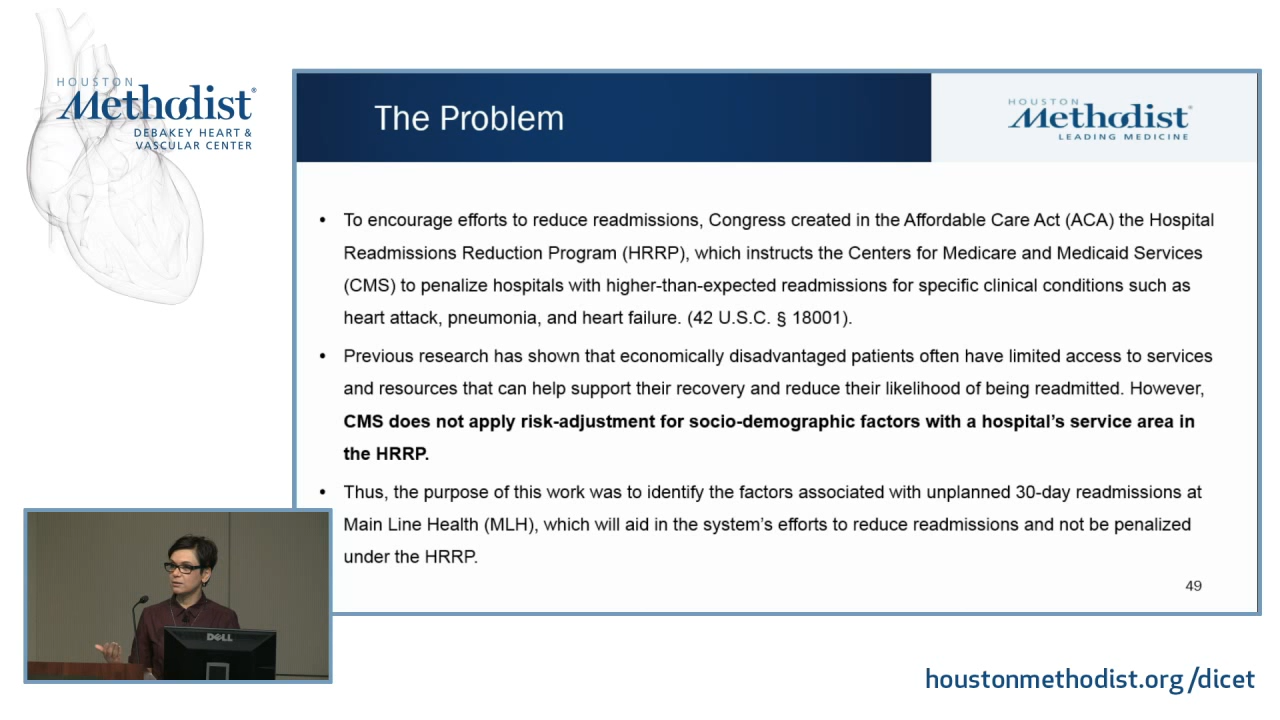 HOUSTON
Methodist®
DEBAKEY HEART &
VASCULAR CENTER
The Problem
HOUSTON
Methodist®
LEADING MEDICINE
• To encourage efforts to reduce readmissions, Congress created in the Affordable Care Act (ACA) the Hospital
Readmissions Reduction Program (HRRP), which instructs the Centers for Medicare and Medicaid Services
(CMS) to penalize hospitals with higher-than-expected readmissions for specific clinical conditions such as
heart attack, pneumonia, and heart failure. (42 U.S.C. § 18001).
• Previous research has shown that economically disadvantaged patients often have limited access to services
and resources that can help support their recovery and reduce their likelihood of being readmitted. However,
CMS does not apply risk-adjustment for socio-demographic factors with a hospital's service area in
the HRRP.
• Thus, the purpose of this work was to identify the factors associated with unplanned 30-day readmissions at
Main Line Health (MLH), which will aid in the system's efforts to reduce readmissions and not be penalized
under the HRRP.
49
DELL
houstonmethodist.org/dicet